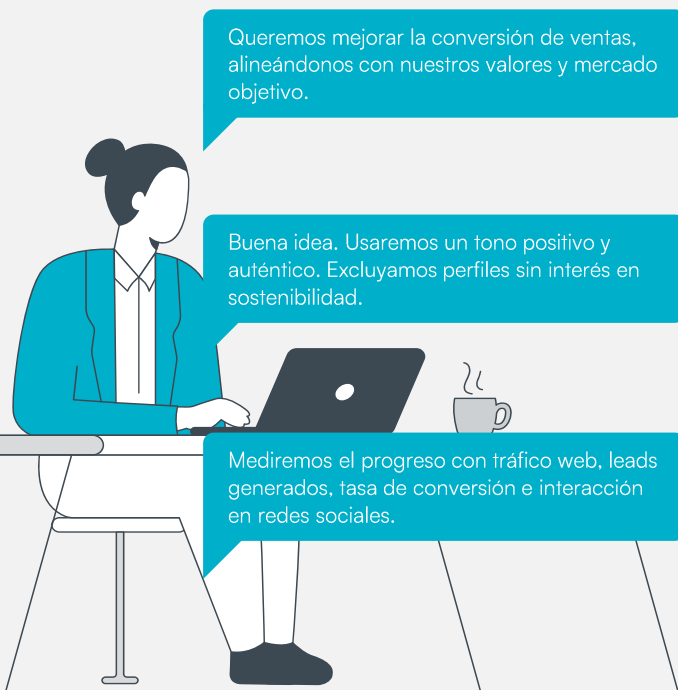 Queremos mejorar la conversión de ventas,
alineándonos con nuestros valores y mercado
objetivo.
Buena idea. Usaremos un tono positivo y
auténtico. Excluyamos perfiles sin interés en
sostenibilidad.
Mediremos el progreso con tráfico web, leads
generados, tasa de conversión e interacción
en redes sociales.